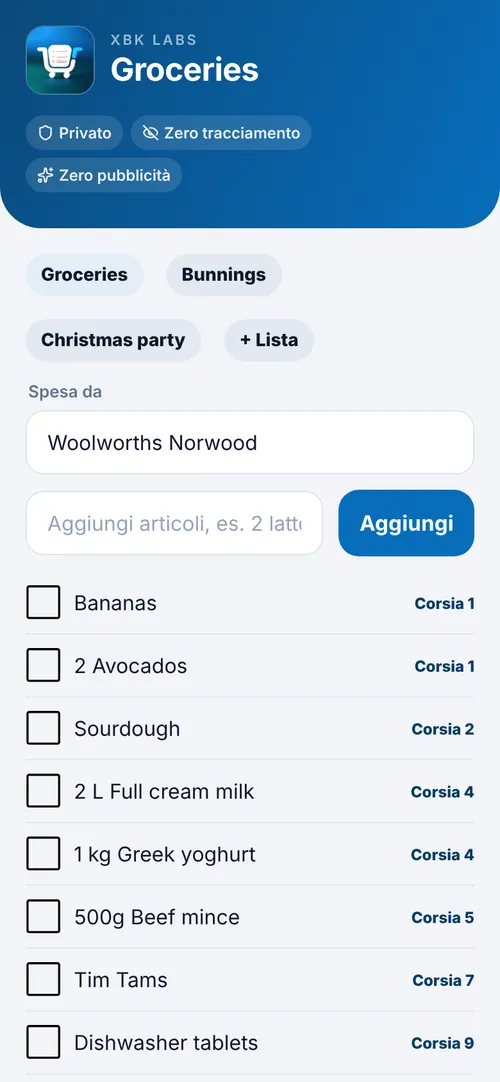 XBK LABS
Groceries
Privato
Zero tracciamento
Zero pubblicità
Groceries
Bunnings
Christmas party
+ Lista
Spesa da
Woolworths Norwood
Aggiungi articoli, es. 2 latte
Aggiungi
Bananas
Corsia 1
2 Avocados
Corsia 1
Sourdough
Corsia 2
2 L Full cream milk
Corsia 4
1 kg Greek yoghurt
Corsia 4
500g Beef mince
Corsia 5
Tim Tams
Corsia 7
Dishwasher tablets
Corsia 9